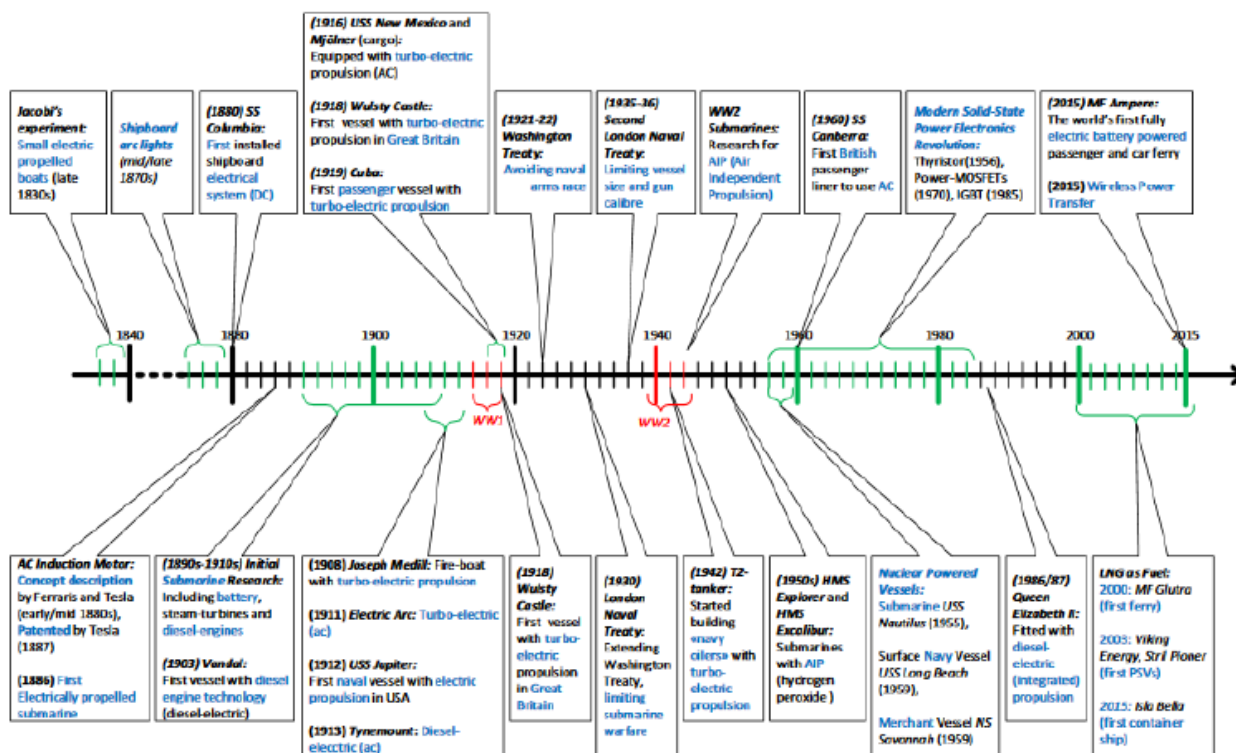 Jacobi's
experiment:
Small electric
propelled
boats (late
1830s)
Shipboard
arc lights
(mid/late
1870s)
(1880) SS
Columbia:
First installed
shipboard
electrical
system (DC)
(1916) USS New Mexico and
Mjölner (cargo):
Equipped with turbo-electric
propulsion (AC)
(1918) Wulsty Castle:
First vessel with turbo-electric
propulsion in Great Britain
(1919) Cuba:
First passenger vessel with
turbo-electric propulsion
(1921-22)
Washington
Treaty:
Avoiding naval
arms race
(1935-36)
Second
London Naval
Treaty:
Limiting vessel
size and gun
calibre
WW2
Submarines:
Research for
AIP (Air
Independent
Propulsion)
(1960) SS
Canberra:
First British
passenger
liner to use AC
Modern Solid-State
Power Electronics
Revolution:
Thyristor(1956),
Power-MOSFETs
(1970), IGBT (1985)
(2015) MF Ampere:
The world's first fully
electric battery powered
passenger and car ferry
(2015) Wireless Power
Transfer
1840
1880
1900
1920
1940
1960
1980
2000
2015
WW1
WW2
AC Induction Motor:
Concept description
by Ferraris and Tesla
(early/mid 1880s),
Patented by Tesla
(1887)
(1886) First
Electrically propelled
submarine
(1890s-1910s) Initial
Submarine Research:
Including battery,
steam-turbines and
diesel-engines
(1903) Vandal:
First vessel with diesel
engine technology
(diesel-electric)
(1908) Joseph Medill: Fire-boat
with turbo-electric propulsion
(1911) Electric Arc: Turbo-electric
(ac)
(1912) USS Jupiter:
First naval vessel with electric
propulsion in USA
(1913) Tynemount: Diesel-
elecctric (ac)
(1918)
Wulsty
Castle:
First vessel
with turbo-
electric
propulsion
in Great
Britain
(1930)
London
Naval
Treaty:
Extending
Washington
Treaty,
limiting
submarine
warfare
(1942) T2-
tanker:
Started
building
«navy
oilers» with
turbo-
electric
propulsion
(1950s) HMS
Explorer and
HMS
Excalibur:
Submarines
with AIP
(hydrogen
peroxide )
Nuclear Powered
Vessels:
Submarine USS
Nautilus (1955),
Surface Navy Vessel
USS Long Beach
(1959),
Merchant Vessel NS
Savannah (1959)
(1986/87)
Queen
Elizabeth II:
Fitted with
diesel-
electric
(integrated)
propulsion
LNG as Fuel:
2000: MF Glutra
(first ferry)
2003: Viking
Energy, Stril Pioner
(first PSVs)
2015: Isla Bella
(first container
ship)